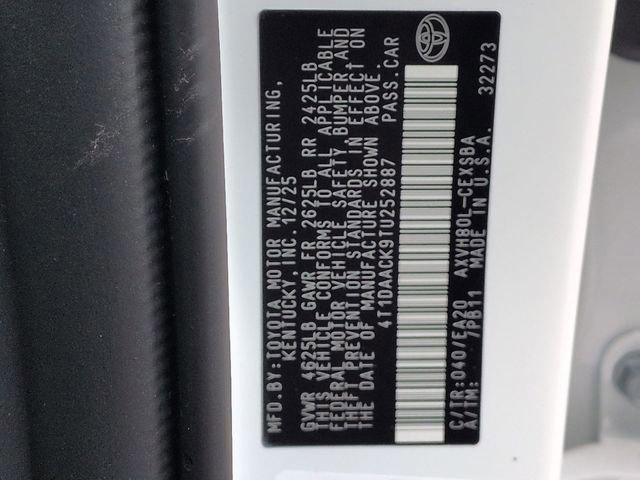 MFD.BY:TOYOTA MOTOR MANUFACTURING,
KENTUCKY, INC. 12/25
GVWR 4625LB GAWR FR 2625LB RR 2425LB
THIS VEHICLE CONFORMS TO ALL APPLICABLE
FEDERAL MOTOR VEHICLE SAFETY, BUMPER, AND
THEFT PREVENTION STANDARDS IN EFFECT ON
THE DATE OF MANUFACTURE SHOWN ABOVE.
4T1DAACK9TU252887 PASS.CAR
C/TR:040/EA20 AXVH80L-CEXSBA
A/TM: 7PB11 MADE IN U.S.A. 32273